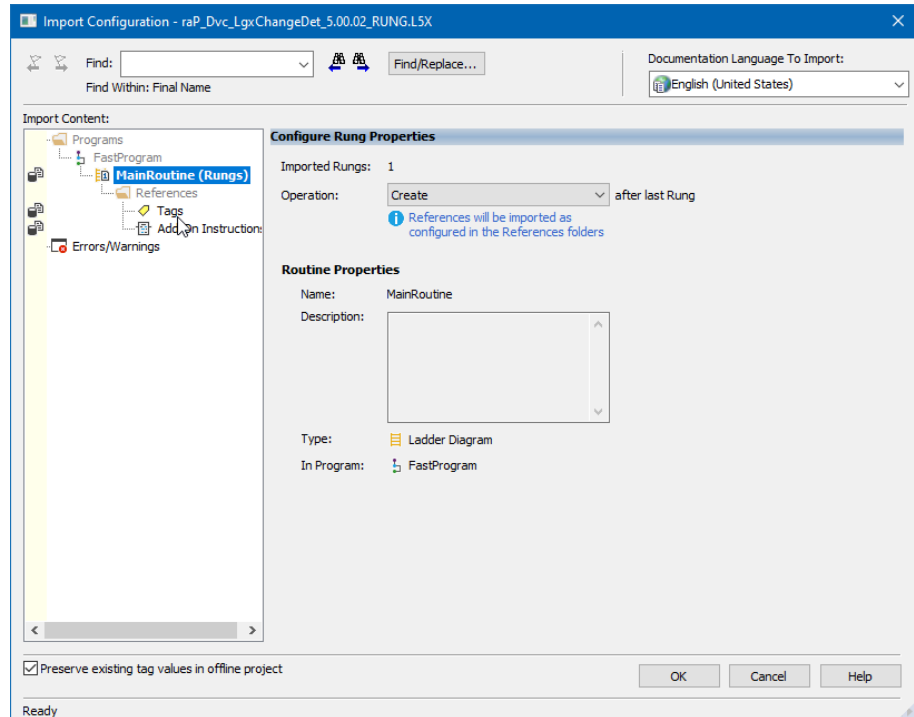 Import Configuration - raP_Dvc_LgxChangeDet_5.00.02_RUNG.L5X
Find:
Find/Replace...
Find Within: Final Name
Documentation Language To Import:
English (United States)
Import Content:
Programs
FastProgram
MainRoutine (Rungs)
References
Tags
Add-On Instructions
Errors/Warnings
Configure Rung Properties
Imported Rungs: 1
Operation: Create after last Rung
References will be imported as
configured in the References folders
Routine Properties
Name: MainRoutine
Description:
Type: Ladder Diagram
In Program: FastProgram
Preserve existing tag values in offline project
OK Cancel Help
Ready